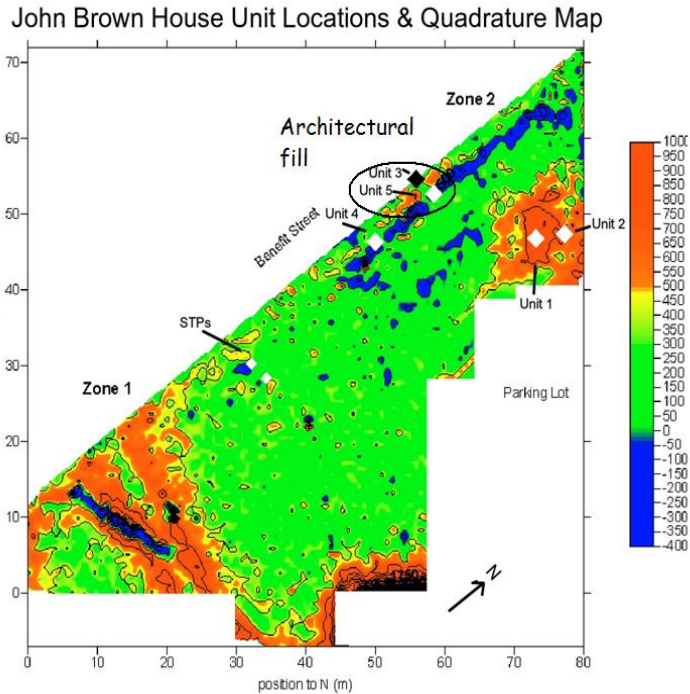 John Brown House Unit Locations & Quadrature Map
70
60
50
40
30
20
10
0
Zone 2
Architectural
fill
Unit 3
Unit 5
Unit 4
Benefit Street
Unit 2
Unit 1
STPs
Zone 1
Parking Lot
1250
N
0 10 20 30 40 50 60 70 80
position to N (m)
1000
950
900
850
800
750
700
650
600
550
500
450
400
350
300
250
200
150
100
50
0
-50
-100
-150
-200
-250
-300
-350
-400